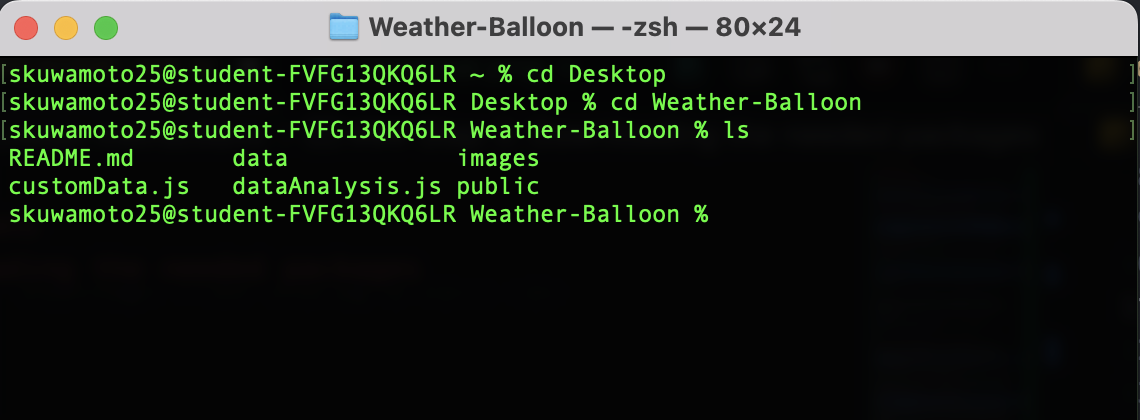 Weather-Balloon — -zsh — 80×24
[skuwamoto25@student-FVFG13QKQ6LR ~ % cd Desktop ]
[skuwamoto25@student-FVFG13QKQ6LR Desktop % cd Weather-Balloon ]
[skuwamoto25@student-FVFG13QKQ6LR Weather-Balloon % ls ]
README.md data images
customData.js dataAnalysis.js public
skuwamoto25@student-FVFG13QKQ6LR Weather-Balloon %